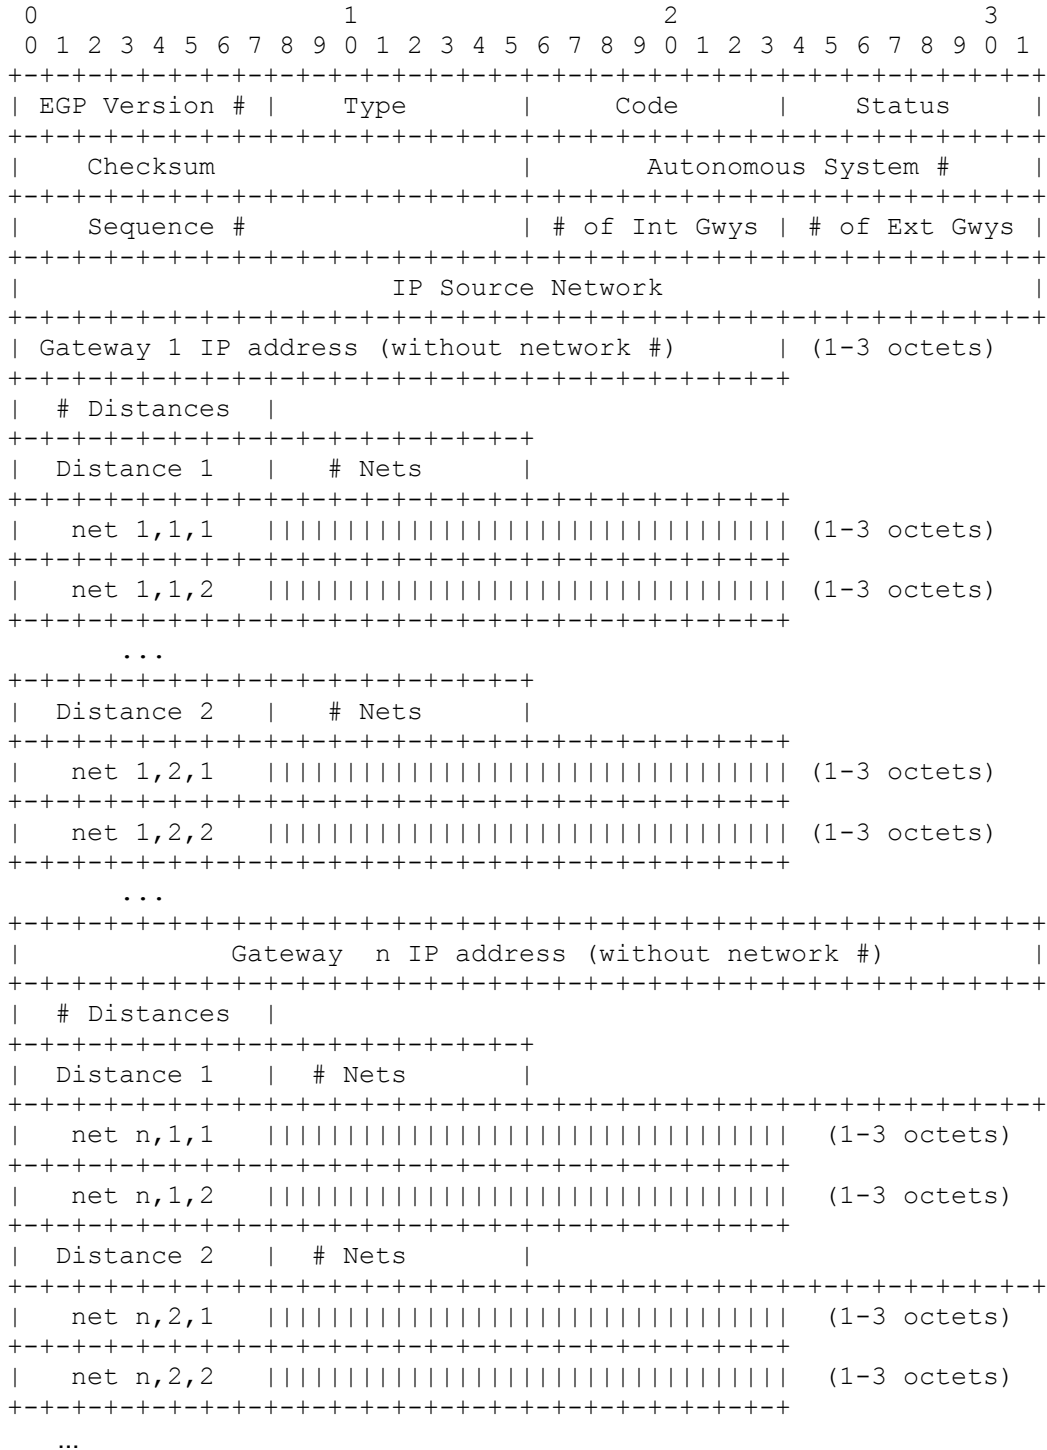 0                   1                   2                   3
 0 1 2 3 4 5 6 7 8 9 0 1 2 3 4 5 6 7 8 9 0 1 2 3 4 5 6 7 8 9 0 1
+-+-+-+-+-+-+-+-+-+-+-+-+-+-+-+-+-+-+-+-+-+-+-+-+-+-+-+-+-+-+-+-+
| EGP Version # |    Type       |     Code      |    Status     |
+-+-+-+-+-+-+-+-+-+-+-+-+-+-+-+-+-+-+-+-+-+-+-+-+-+-+-+-+-+-+-+-+
|    Checksum                   |       Autonomous System #     |
+-+-+-+-+-+-+-+-+-+-+-+-+-+-+-+-+-+-+-+-+-+-+-+-+-+-+-+-+-+-+-+-+
|    Sequence #                 | # of Int Gwys | # of Ext Gwys |
+-+-+-+-+-+-+-+-+-+-+-+-+-+-+-+-+-+-+-+-+-+-+-+-+-+-+-+-+-+-+-+-+
|                       IP Source Network                       |
+-+-+-+-+-+-+-+-+-+-+-+-+-+-+-+-+-+-+-+-+-+-+-+-+-+-+-+-+-+-+-+-+
| Gateway 1 IP address (without network #)      | (1-3 octets)
+-+-+-+-+-+-+-+-+-+-+-+-+-+-+-+-+-+-+-+-+-+-+-+-+
|  # Distances  |
+-+-+-+-+-+-+-+-+-+-+-+-+-+-+-+-+
|  Distance 1   |   # Nets      |
+-+-+-+-+-+-+-+-+-+-+-+-+-+-+-+-+-+-+-+-+-+-+-+-+
|   net 1,1,1   ||||||||||||||||||||||||||||||||| (1-3 octets)
+-+-+-+-+-+-+-+-+-+-+-+-+-+-+-+-+-+-+-+-+-+-+-+-+
|   net 1,1,2   ||||||||||||||||||||||||||||||||| (1-3 octets)
+-+-+-+-+-+-+-+-+-+-+-+-+-+-+-+-+-+-+-+-+-+-+-+-+
       ...
+-+-+-+-+-+-+-+-+-+-+-+-+-+-+-+-+
|  Distance 2   |   # Nets      |
+-+-+-+-+-+-+-+-+-+-+-+-+-+-+-+-+-+-+-+-+-+-+-+-+
|   net 1,2,1   ||||||||||||||||||||||||||||||||| (1-3 octets)
+-+-+-+-+-+-+-+-+-+-+-+-+-+-+-+-+-+-+-+-+-+-+-+-+
|   net 1,2,2   ||||||||||||||||||||||||||||||||| (1-3 octets)
+-+-+-+-+-+-+-+-+-+-+-+-+-+-+-+-+-+-+-+-+-+-+-+-+
       ...
+-+-+-+-+-+-+-+-+-+-+-+-+-+-+-+-+-+-+-+-+-+-+-+-+-+-+-+-+-+-+-+-+
|             Gateway  n IP address (without network #)         |
+-+-+-+-+-+-+-+-+-+-+-+-+-+-+-+-+-+-+-+-+-+-+-+-+-+-+-+-+-+-+-+-+
|  # Distances  |
+-+-+-+-+-+-+-+-+-+-+-+-+-+-+-+-+
|  Distance 1   |  # Nets       |
+-+-+-+-+-+-+-+-+-+-+-+-+-+-+-+-+-+-+-+-+-+-+-+-+-+-+-+-+-+-+-+-+
|   net n,1,1   |||||||||||||||||||||||||||||||||  (1-3 octets)
+-+-+-+-+-+-+-+-+-+-+-+-+-+-+-+-+-+-+-+-+-+-+-+-+
|   net n,1,2   |||||||||||||||||||||||||||||||||  (1-3 octets)
+-+-+-+-+-+-+-+-+-+-+-+-+-+-+-+-+-+-+-+-+-+-+-+-+
|  Distance 2   |  # Nets       |
+-+-+-+-+-+-+-+-+-+-+-+-+-+-+-+-+-+-+-+-+-+-+-+-+-+-+-+-+-+-+-+-+
|   net n,2,1   |||||||||||||||||||||||||||||||||  (1-3 octets)
+-+-+-+-+-+-+-+-+-+-+-+-+-+-+-+-+-+-+-+-+-+-+-+-+
|   net n,2,2   |||||||||||||||||||||||||||||||||  (1-3 octets)
+-+-+-+-+-+-+-+-+-+-+-+-+-+-+-+-+-+-+-+-+-+-+-+-+
   ...